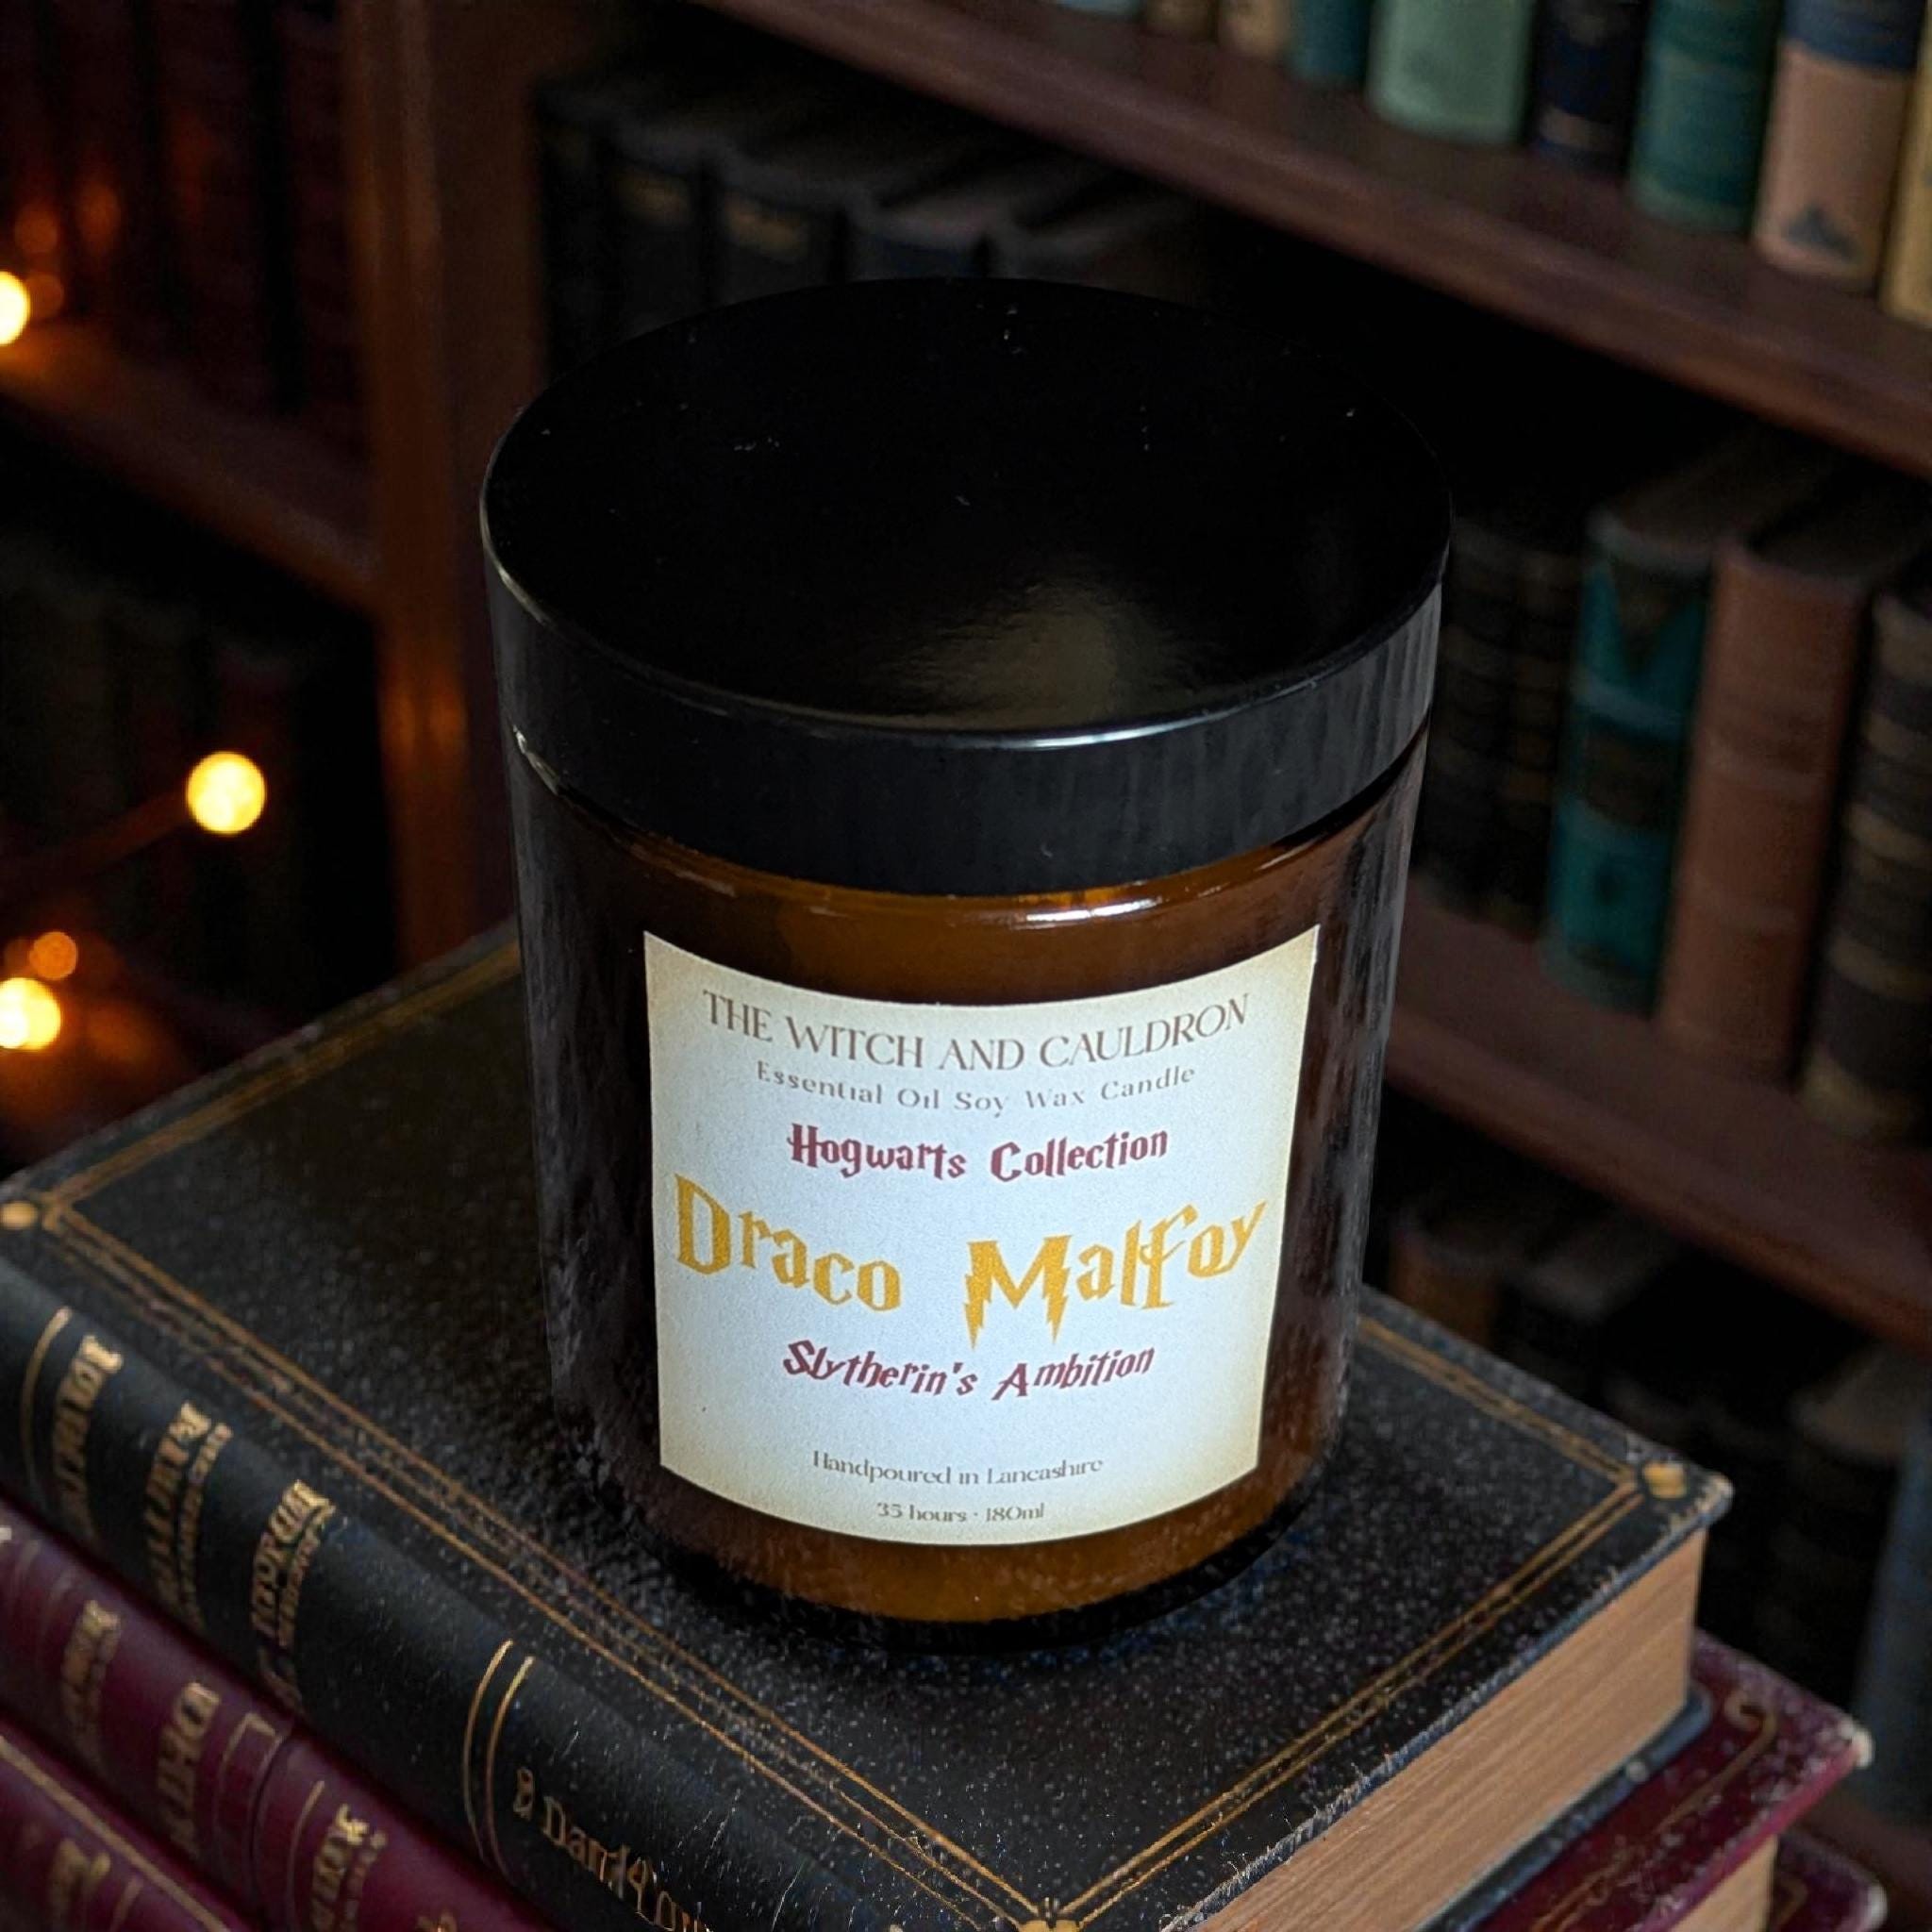 THE WITCH AND CAULDRON
Essential Oil Soy Wax Candle
Hogwarts Collection
Draco Malfoy
Slytherin's Ambition
Handpoured in Lancashire
35 hours · 180ml